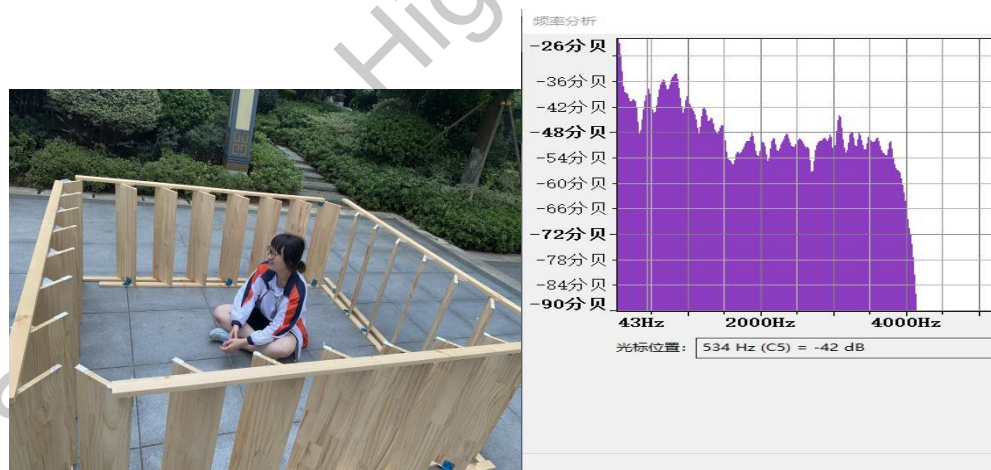 High
频率分析
-26分贝
-36分贝
-42分贝
-48分贝
-54分贝
-60分贝
-66分贝
-72分贝
-78分贝
-84分贝
-90分贝
43Hz 2000Hz 4000Hz
光标位置: 534 Hz (C5) = -42 dB